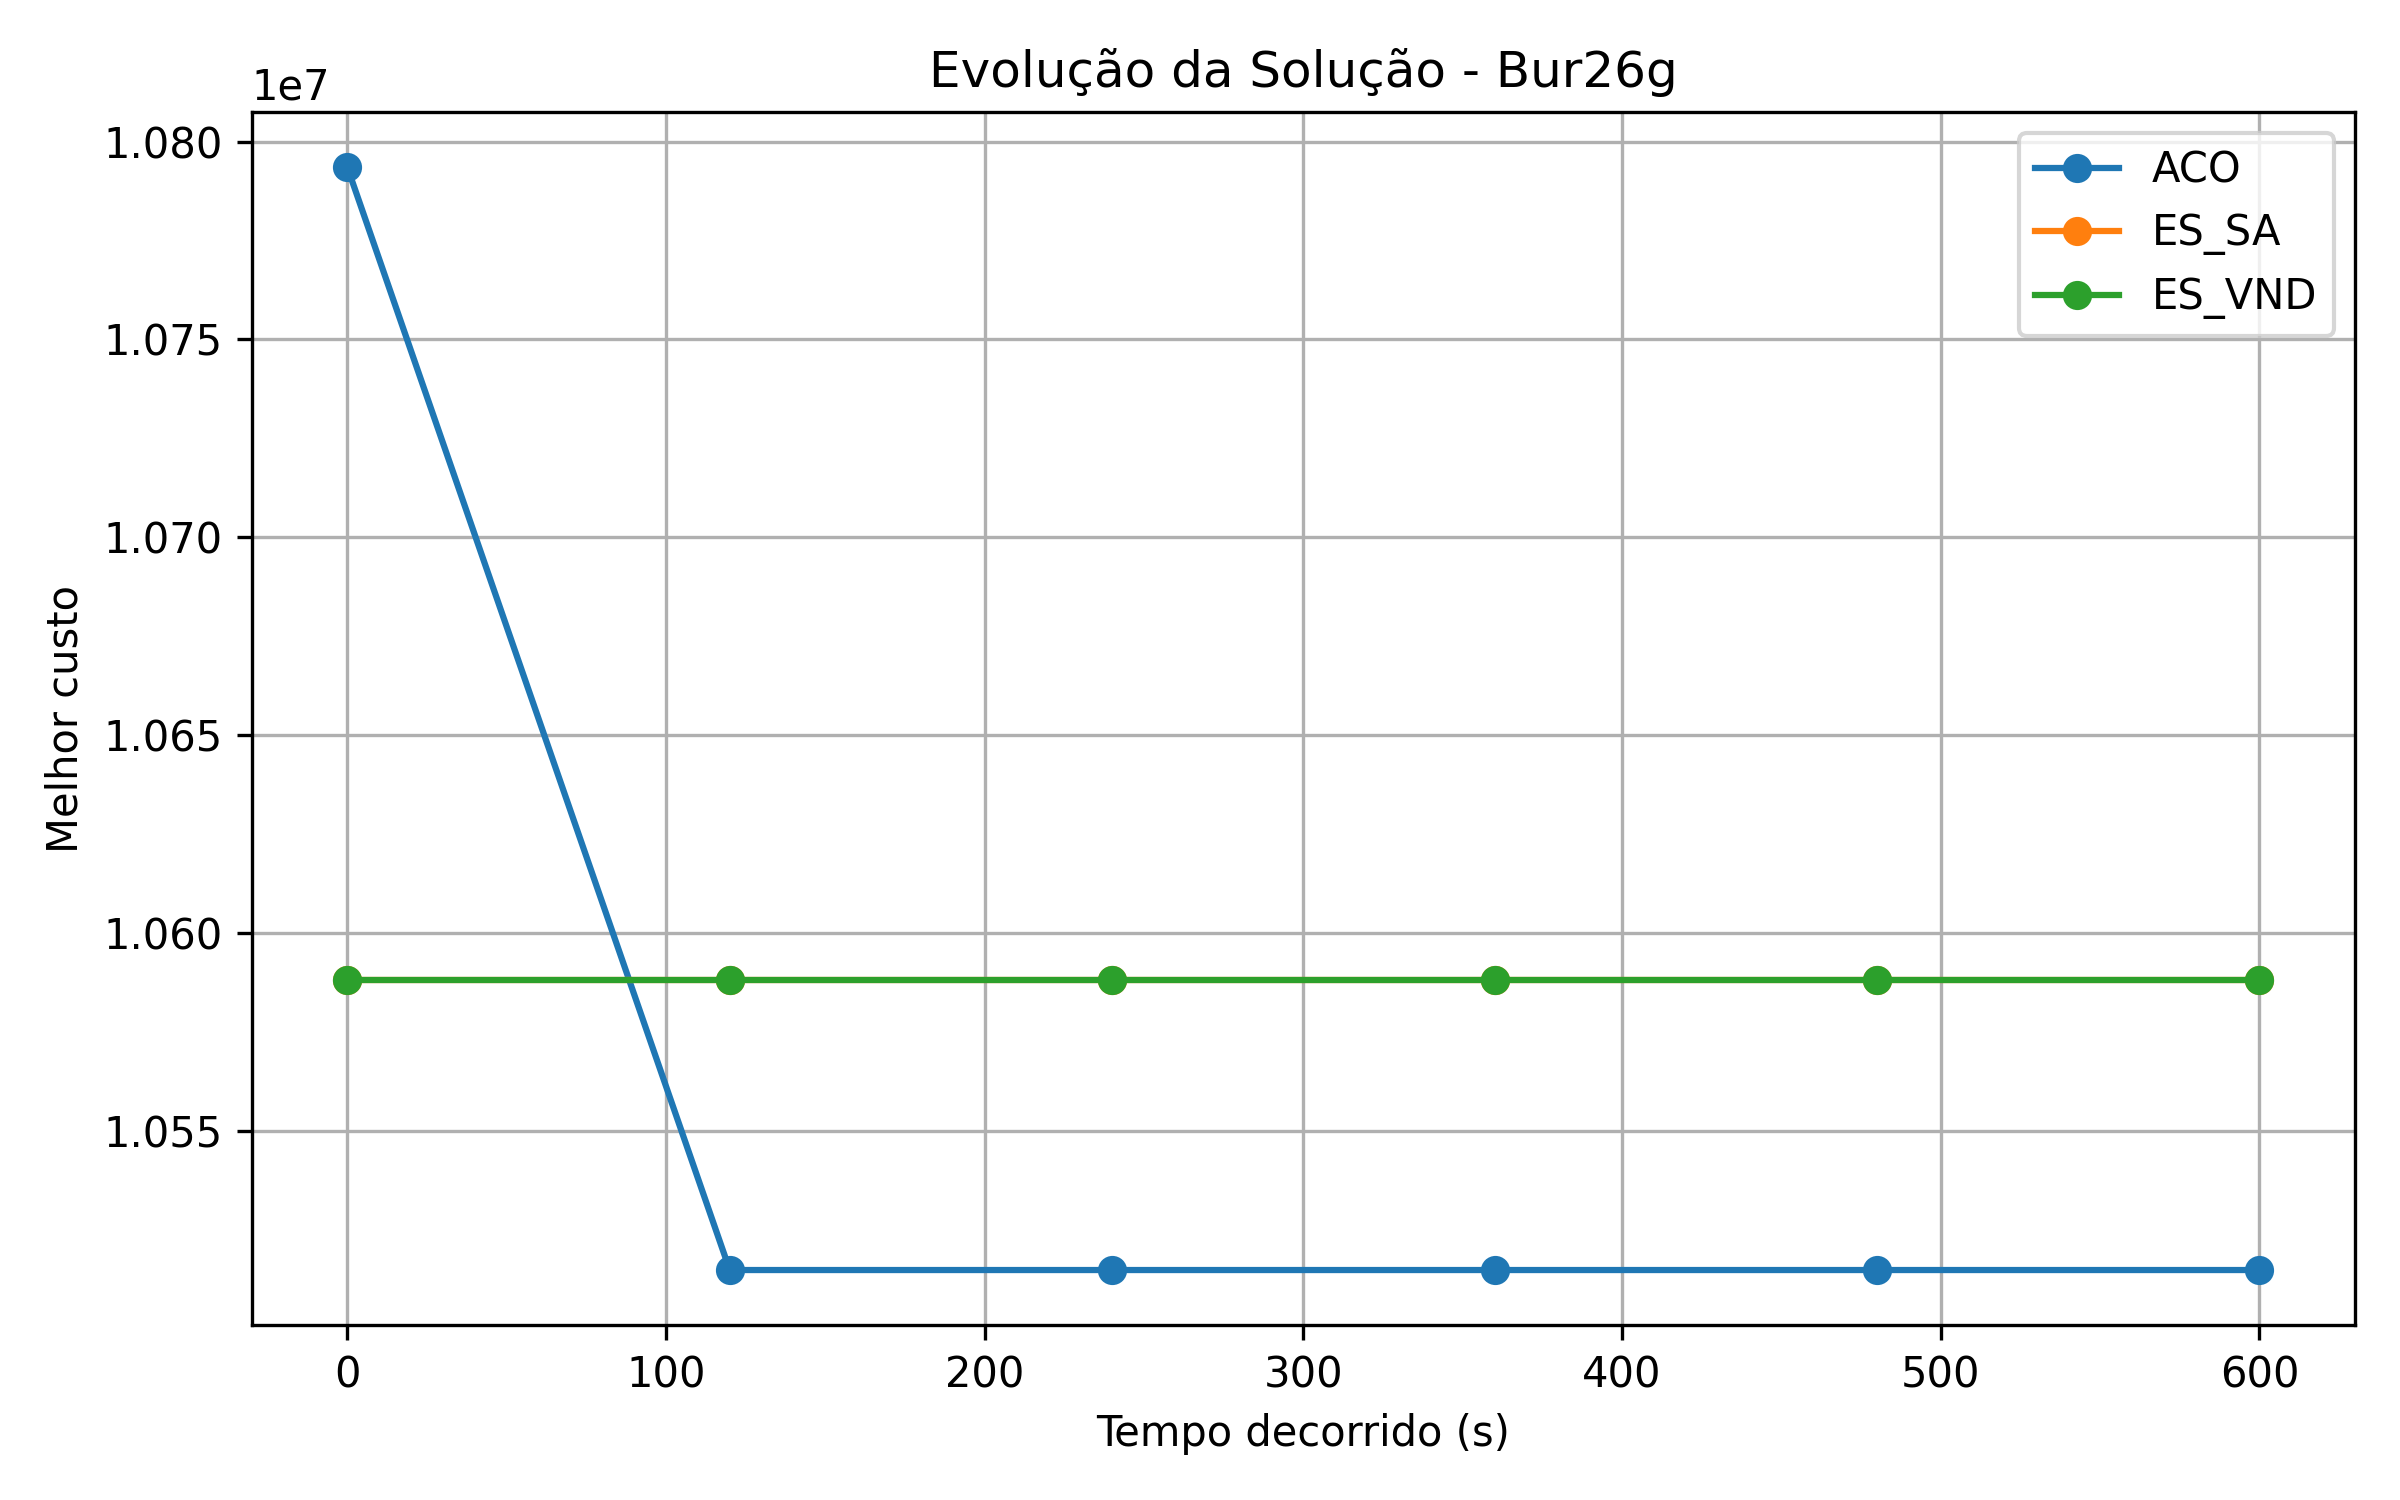 Evolução da Solução - Bur26g
1e7
1.080
1.075
1.070
1.065
1.060
1.055
Melhor custo
ACO
ES_SA
ES_VND
0 100 200 300 400 500 600
Tempo decorrido (s)